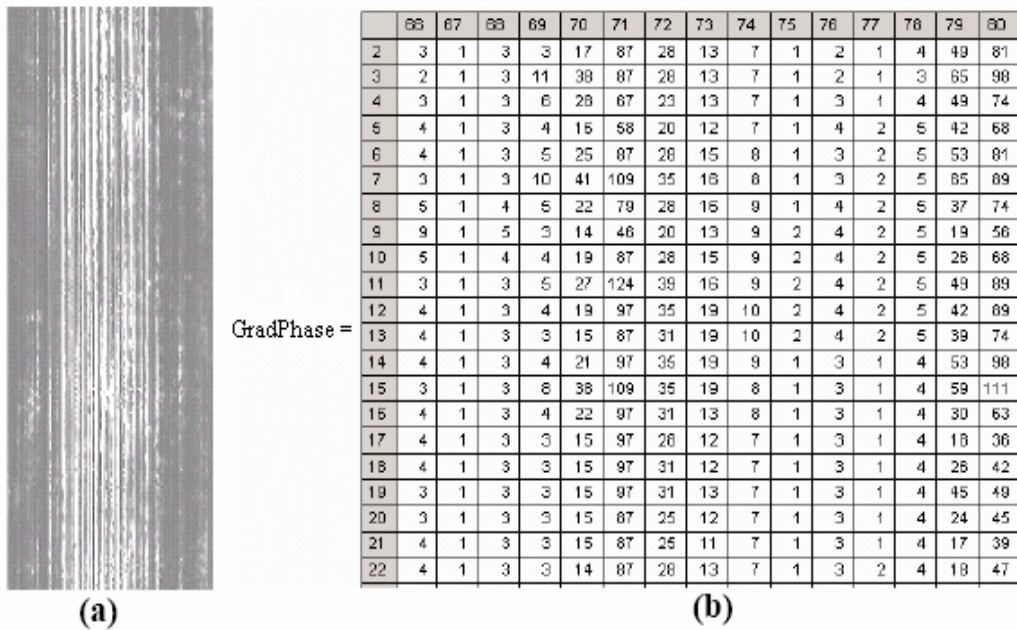 66 67 68 69 70 71 72 73 74 75 76 77 78 79 80
2 3 1 3 3 17 87 28 13 7 1 2 1 4 49 81
3 2 1 3 11 38 87 28 13 7 1 2 1 3 65 98
4 3 1 3 6 28 67 23 13 7 1 3 1 4 49 74
5 4 1 3 4 16 58 20 12 7 1 4 2 5 42 68
6 4 1 3 5 25 87 28 15 8 1 3 2 5 53 81
7 3 1 3 10 41 109 35 16 8 1 3 2 5 65 89
8 5 1 4 5 22 79 28 16 9 1 4 2 5 37 74
9 9 1 5 3 14 46 20 13 9 2 4 2 5 19 56
10 5 1 4 4 19 87 28 15 9 2 4 2 5 26 68
11 3 1 3 5 27 124 39 16 9 2 4 2 5 49 89
12 4 1 3 4 19 97 35 19 10 2 4 2 5 42 89
GradPhase =
13 4 1 3 3 15 87 31 19 10 2 4 2 5 39 74
14 4 1 3 4 21 97 35 19 9 1 3 1 4 53 98
15 3 1 3 8 38 109 35 19 8 1 3 1 4 59 111
16 4 1 3 4 22 97 31 13 8 1 3 1 4 30 63
17 4 1 3 3 15 97 28 12 7 1 3 1 4 18 36
18 4 1 3 3 15 97 31 12 7 1 3 1 4 26 42
19 3 1 3 3 15 97 31 13 7 1 3 1 4 45 49
20 3 1 3 3 15 87 25 12 7 1 3 1 4 24 45
21 4 1 3 3 15 87 25 11 7 1 3 1 4 17 39
22 4 1 3 3 14 87 28 13 7 1 3 2 4 18 47
(a) (b)